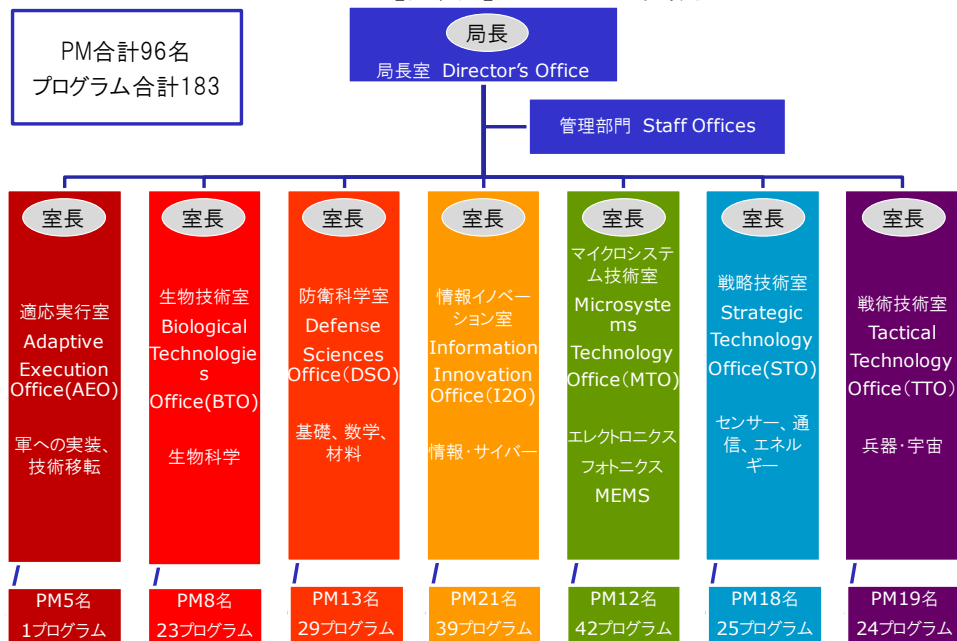 PM合計96名
プログラム合計183
局長
局長室 Director's Office
管理部門 Staff Offices
室長
適応実行室
Adaptive
Execution
Office(AEO)
軍への実装、
技術移転
PM5名
1プログラム
室長
生物技術室
Biological
Technologie
s
Office(BTO)
生物科学
PM8名
23プログラム
室長
防衛科学室
Defense
Sciences
Office(DSO)
基礎、数学、
材料
PM13名
29プログラム
室長
情報イノベー
ション室
Information
Innovation
Office(I2O)
情報・サイバー
PM21名
39プログラム
室長
マイクロシステ
ム技術室
Microsyste
ms
Technology
Office(MTO)
エレクトロニクス
フォトニクス
MEMS
PM12名
42プログラム
室長
戦略技術室
Strategic
Technology
Office(STO)
センサー、通
信、エネル
ギー
PM18名
25プログラム
室長
戦術技術室
Tactical
Technology
Office(TTO)
兵器・宇宙
PM19名
24プログラム